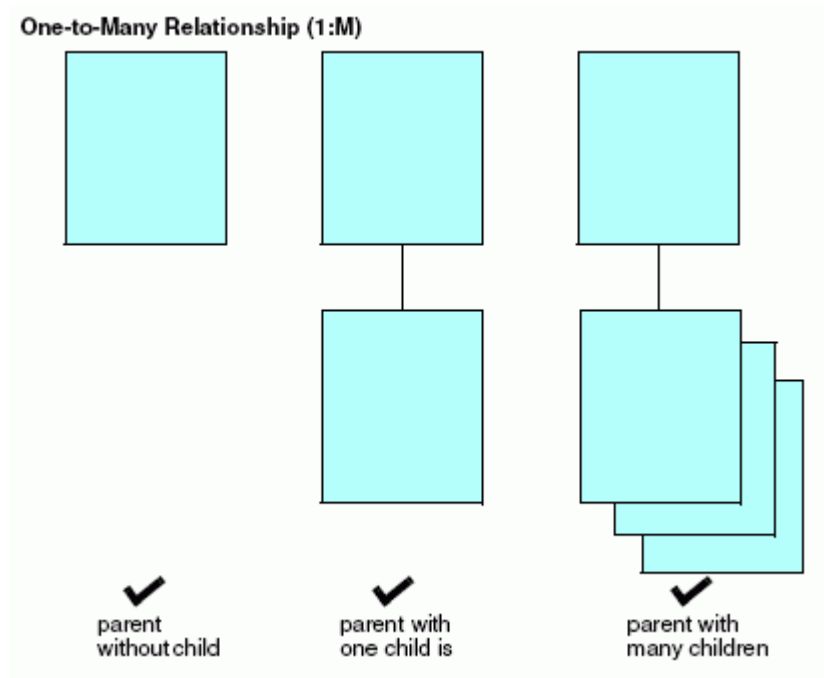 One-to-Many Relationship (1:M)
parent
without child
parent with
one child is
parent with
many children